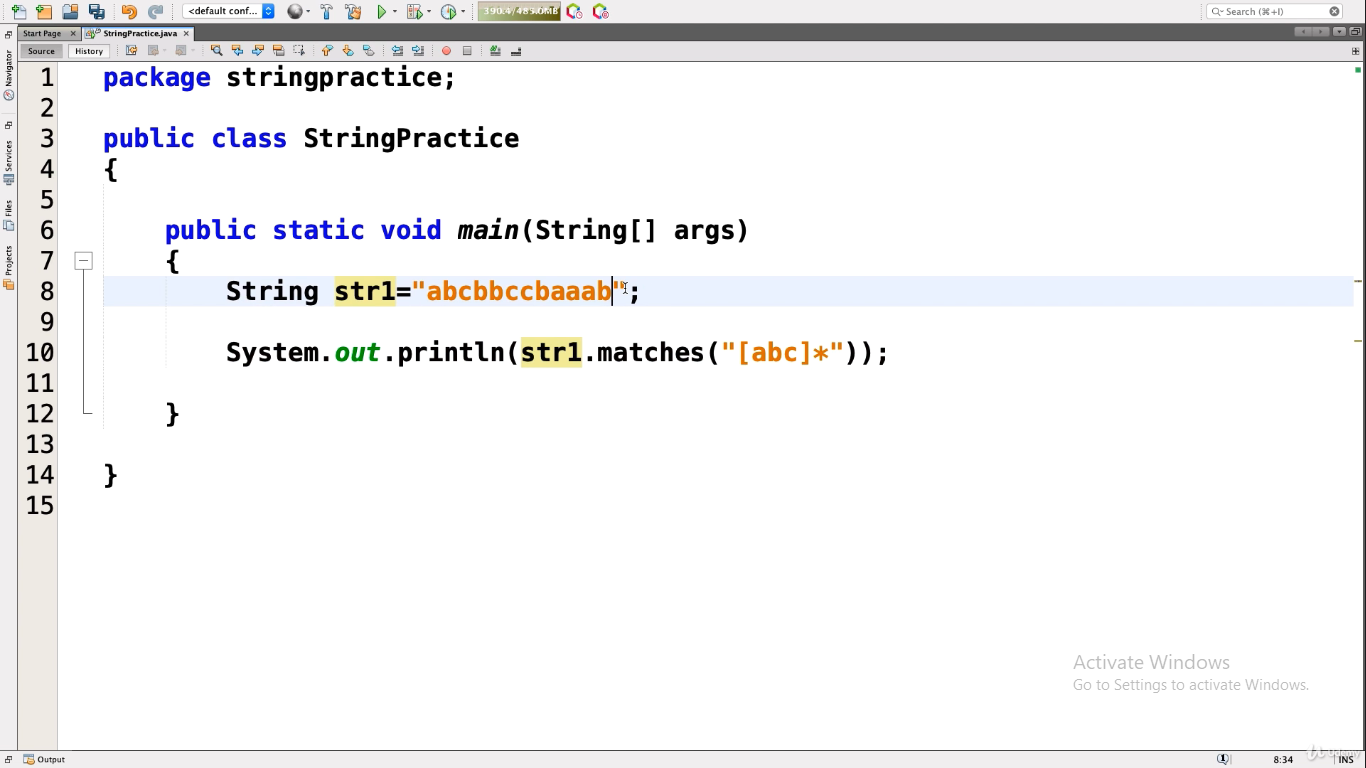 <default conf...
390.4/483.0MB
Search (⌘+I)
Start Page
StringPractice.java
Source
History
Navigator
Services
Files
Projects
1 package stringpractice;
2
3 public class StringPractice
4 {
5
6 public static void main(String[] args)
7 {
8 String str1="abcbbccbaaab";
9
10 System.out.println(str1.matches("[abc]*"));
11
12 }
13
14 }
15
Activate Windows
Go to Settings to activate Windows.
Output
1
8:34
INS
Udemy